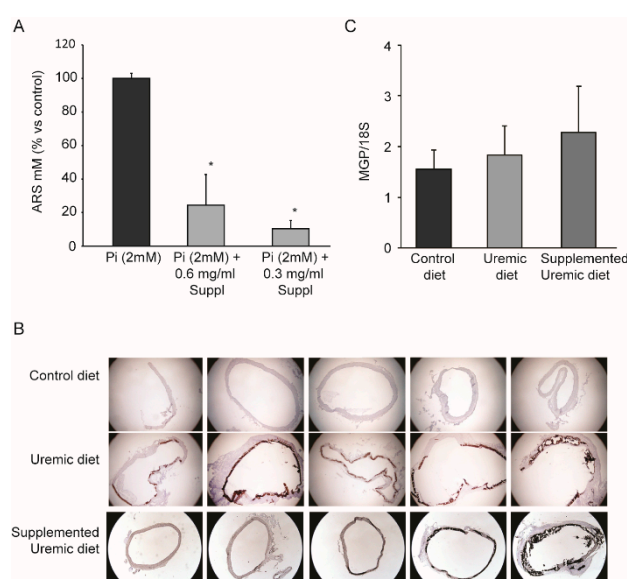 A
ARS mM (% vs control)
120
100
80
60
40
20
0
*
*
Pi (2mM)
Pi (2mM) +
0.6 mg/ml
Suppl
Pi (2mM) +
0.3 mg/ml
Suppl
C
MGP/18S
4
3
2
1
0
Control
diet
Uremic
diet
Supplemented
Uremic diet
B
Control diet
Uremic diet
Supplemented
Uremic diet